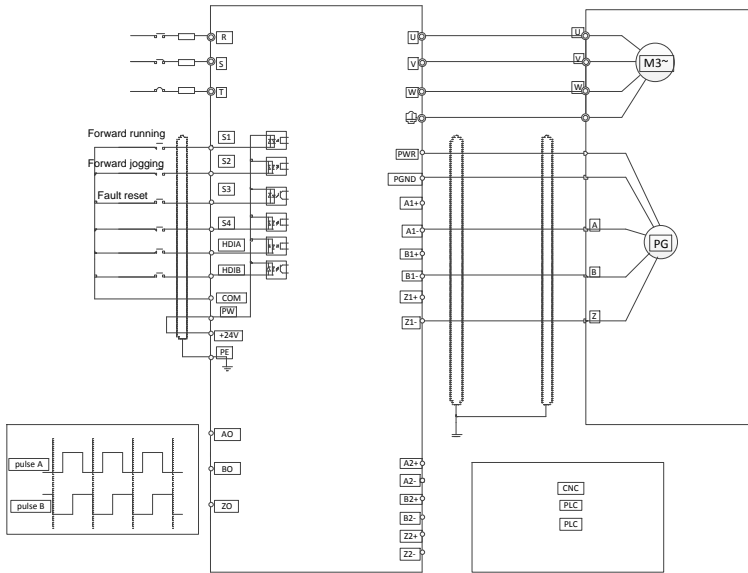 R
U
U
S
V
V
M3~
T
W
W
Forward running
S1
PWR
Forward jogging
S2
PGND
Fault reset
S3
A1+
S4
A1-
A
PG
HDIA
B1+
HDIB
B1-
B
COM
Z1+
PW
Z1-
Z
+24V
PE
AO
pulse A
BO
pulse B
ZO
A2+
A2-
B2+
B2-
Z2+
Z2-
CNC
PLC
PLC